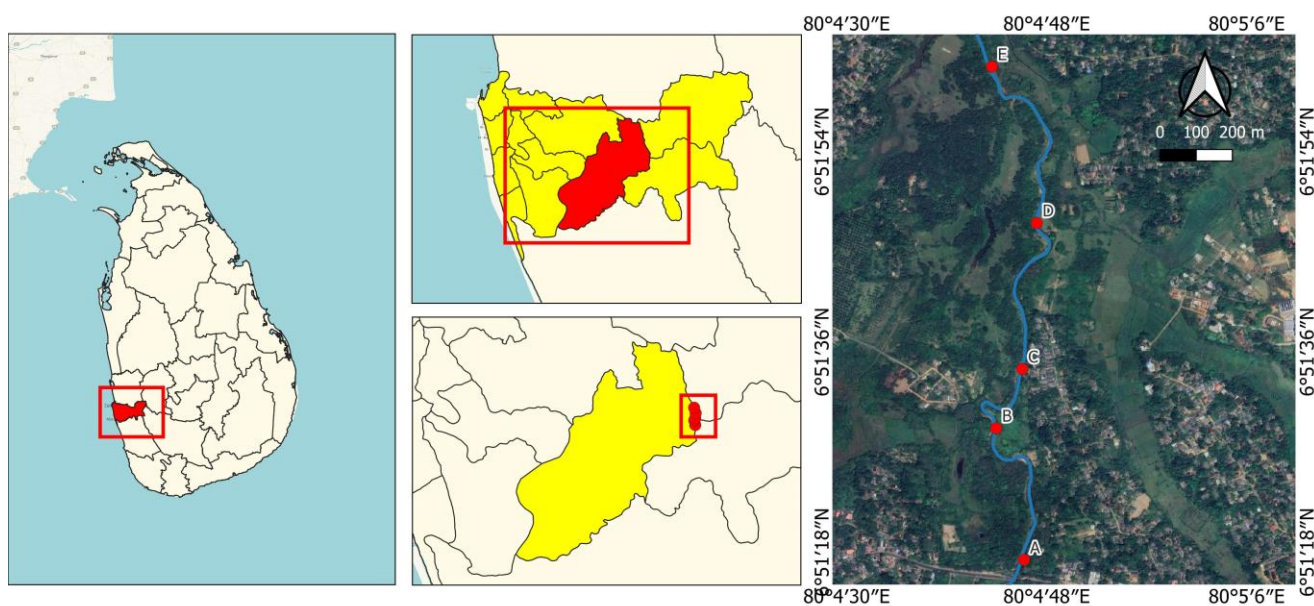 80°4′30″E 80°4′48″E 80°5′6″E
E
0 100 200 m
6°51′54″N 6°51′54″N
D
6°51′36″N 6°51′36″N
C
B
A
6°51′18″N 6°51′18″N
80°4′30″E 80°4′48″E 80°5′6″E